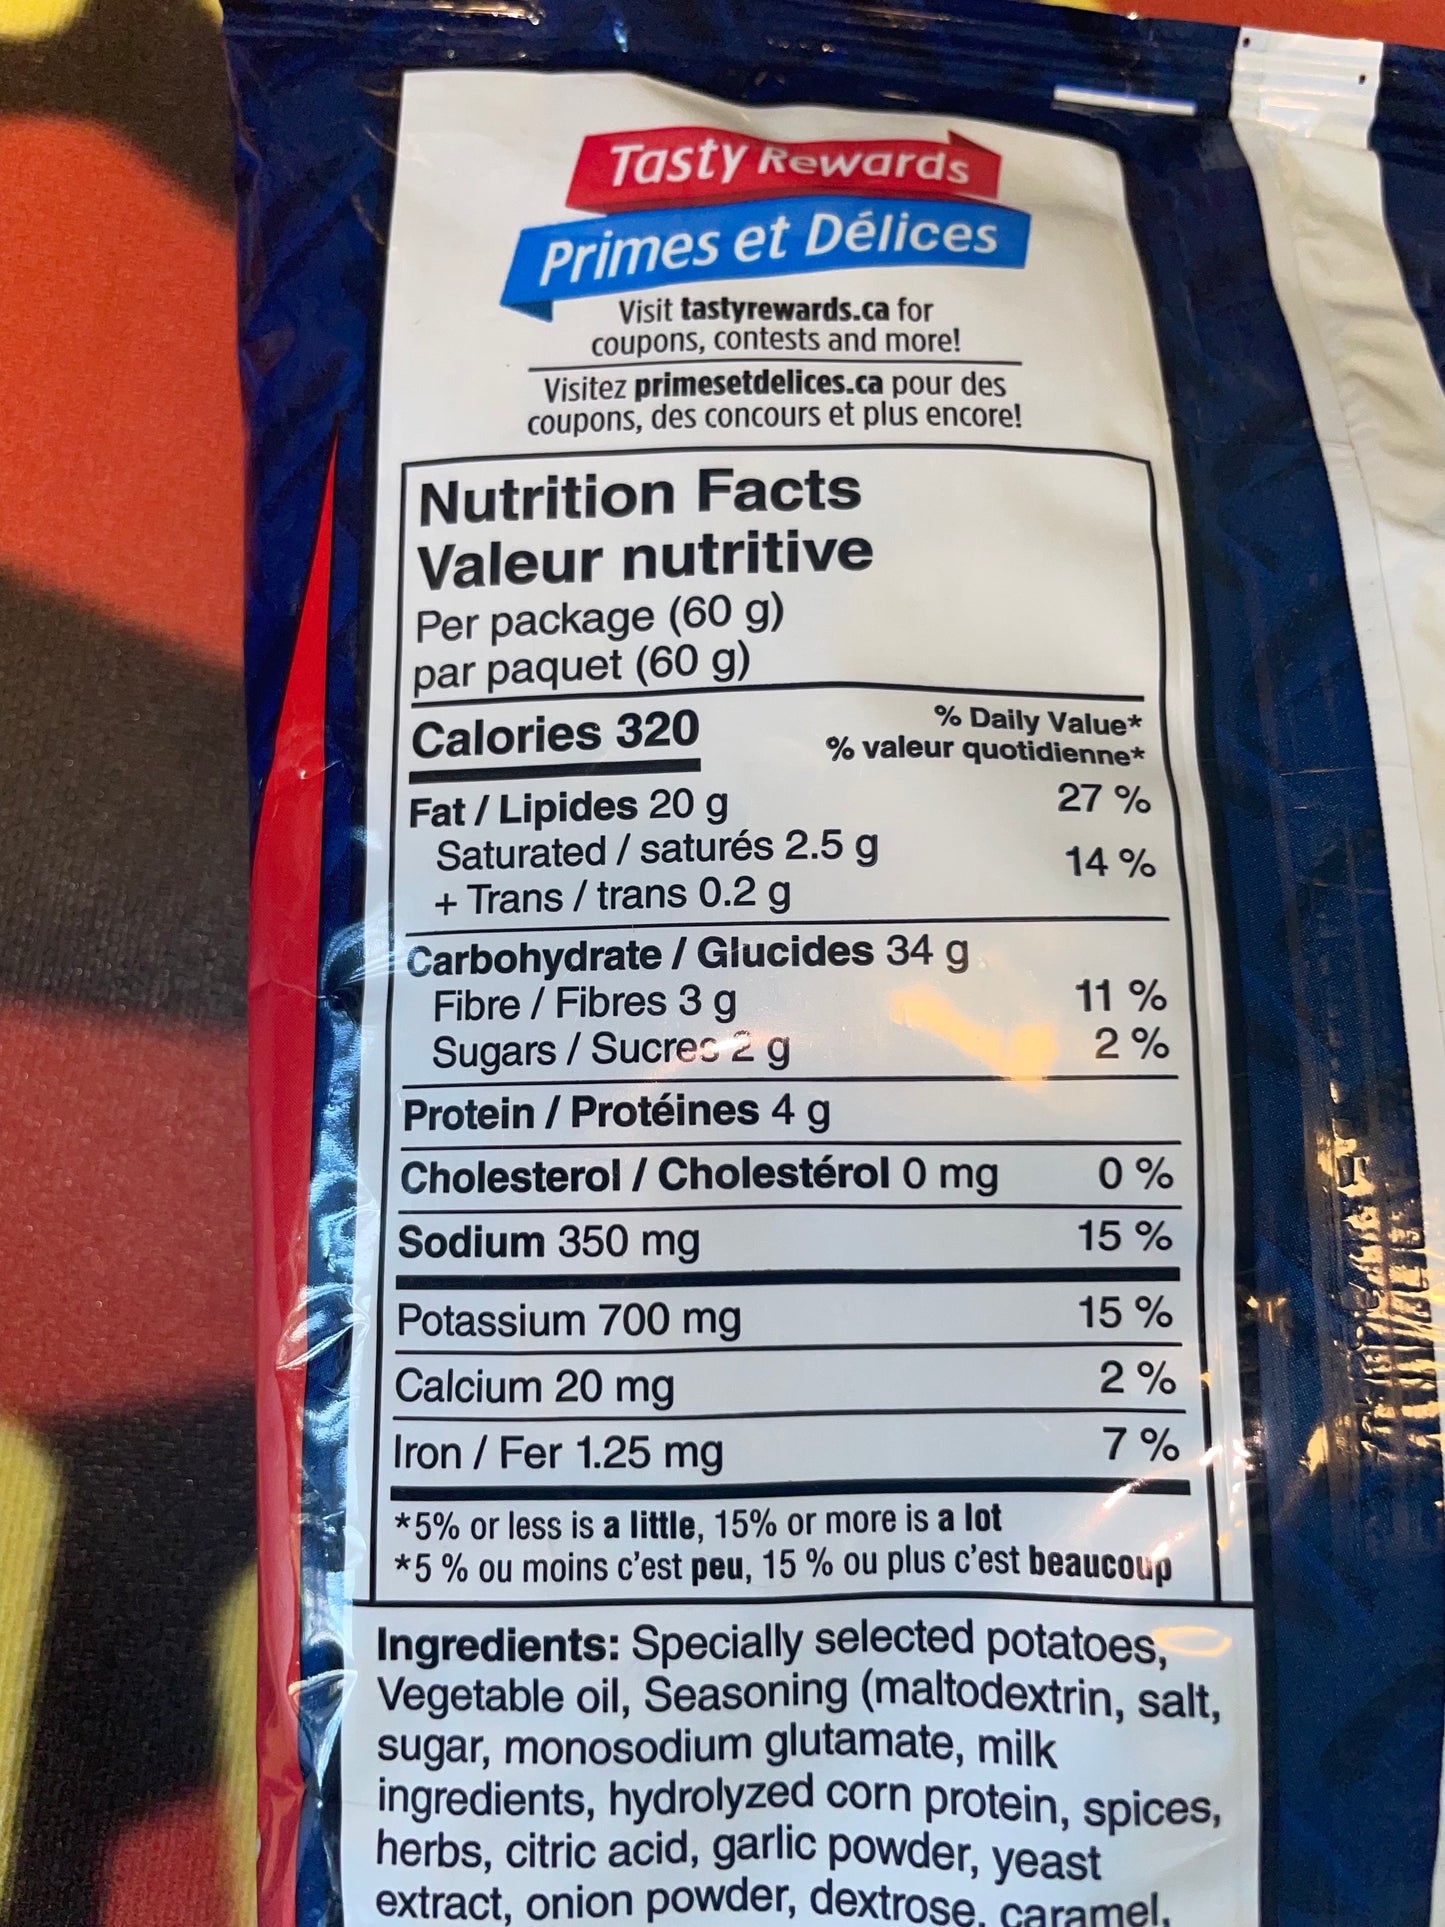 Tasty Rewards
Primes et Délices
Visit tastyrewards.ca for
coupons, contests and more!
Visitez primesetdelices.ca pour des
coupons, des concours et plus encore!
Nutrition Facts
Valeur nutritive
Per package (60 g)
par paquet (60 g)
Calories 320
% Daily Value*
% valeur quotidienne*
Fat / Lipides 20 g 27 %
Saturated / saturés 2.5 g 14 %
+ Trans / trans 0.2 g
Carbohydrate / Glucides 34 g
Fibre / Fibres 3 g 11 %
Sugars / Sucres 2 g 2 %
Protein / Protéines 4 g
Cholesterol / Cholestérol 0 mg 0 %
Sodium 350 mg 15 %
Potassium 700 mg 15 %
Calcium 20 mg 2 %
Iron / Fer 1.25 mg 7 %
*5% or less is a little, 15% or more is a lot
*5 % ou moins c'est peu, 15 % ou plus c'est beaucoup
Ingredients: Specially selected potatoes,
Vegetable oil, Seasoning (maltodextrin, salt,
sugar, monosodium glutamate, milk
ingredients, hydrolyzed corn protein, spices,
herbs, citric acid, garlic powder, yeast
extract, onion powder, dextrose, caramel,